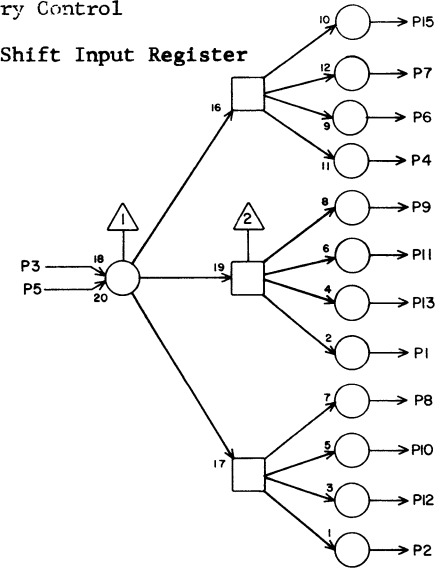 ry Control
Shift Input Register
10 P15
12 P7
16
9 P6
11 P4
1
2
8 P9
P3 18
19
6 P11
P5 20
4 P13
2 P1
7 P8
17
5 P10
3 P12
1 P2